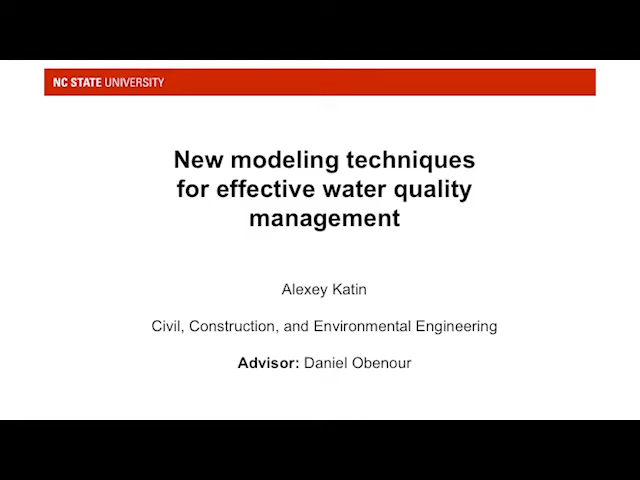 NC STATE UNIVERSITY
New modeling techniques
for effective water quality
management
Alexey Katin
Civil, Construction, and Environmental Engineering
Advisor: Daniel Obenour